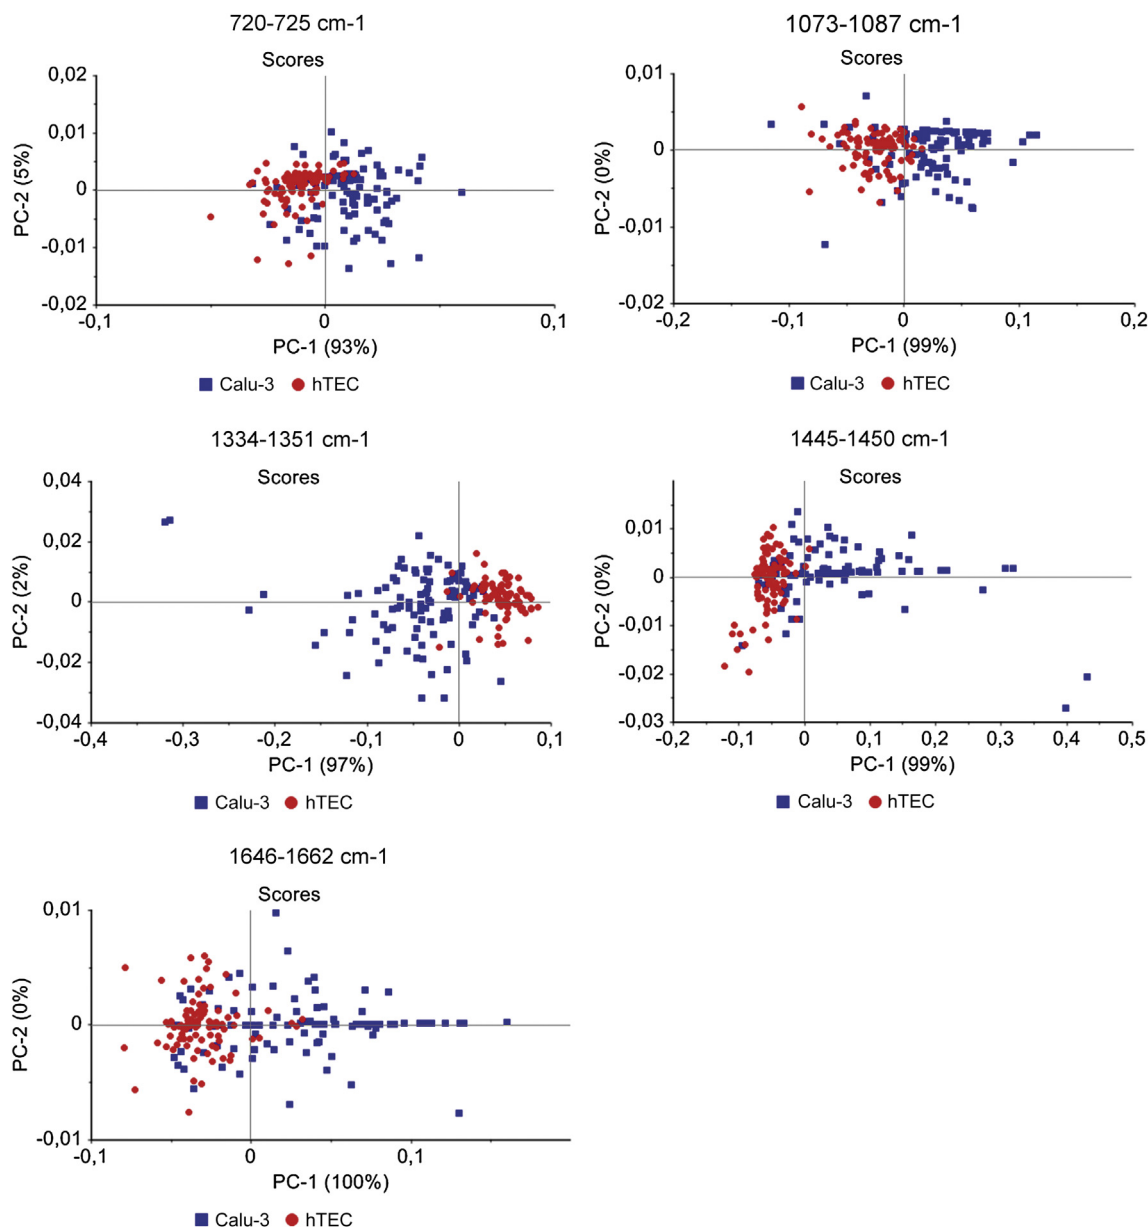 720-725 cm-1
Scores
0,02
0,01
0
-0,01
-0,02
PC-2 (5%)
-0,1
0
0,1
PC-1 (93%)
Calu-3
hTEC
1073-1087 cm-1
Scores
0,01
0
-0,01
-0,02
PC-2 (0%)
-0,2
-0,1
0
0,1
0,2
PC-1 (99%)
Calu-3
hTEC
1334-1351 cm-1
Scores
0,04
0,02
0
-0,02
-0,04
PC-2 (2%)
-0,4
-0,3
-0,2
-0,1
0
0,1
PC-1 (97%)
Calu-3
hTEC
1445-1450 cm-1
Scores
0,01
0
-0,01
-0,02
-0,03
PC-2 (0%)
-0,2
-0,1
0
0,1
0,2
0,3
0,4
0,5
PC-1 (99%)
Calu-3
hTEC
1646-1662 cm-1
Scores
0,01
0
-0,01
PC-2 (0%)
-0,1
0
0,1
PC-1 (100%)
Calu-3
hTEC